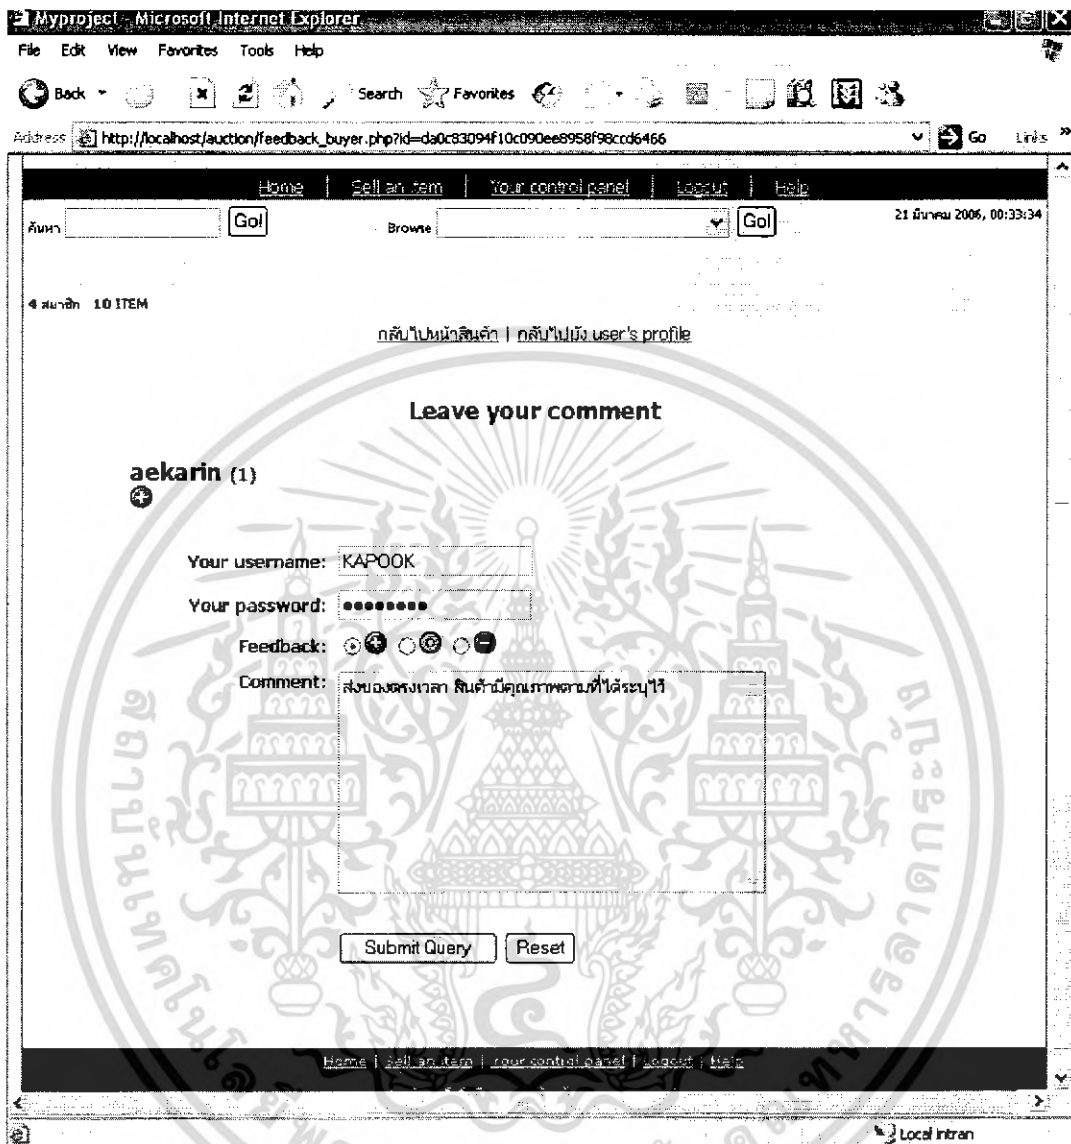 Myproject - Microsoft Internet Explorer
File Edit View Favorites Tools Help
Back Search Favorites
Address http://localhost/auction/feedback_buyer.php?id=da0c83094f10c090ee8958f98ccd6466 Go Links »
Home | Sell an item | Your control panel | Logout | Help
ค้นหา Go! Browse Go! 21 มีนาคม 2006, 00:33:34
4 สมาชิก 10 ITEM
กลับไปหน้าสินค้า | กลับไปยัง user's profile
Leave your comment
aekarin (1)
Your username: KAPOOK
Your password: ••••••••
Feedback:
Comment: ส่งของตรงเวลา สินค้ามีคุณภาพตามที่ได้ระบุไว้
Submit Query Reset
Home | Sell an item | Your control panel | Logout | Help
Local intran